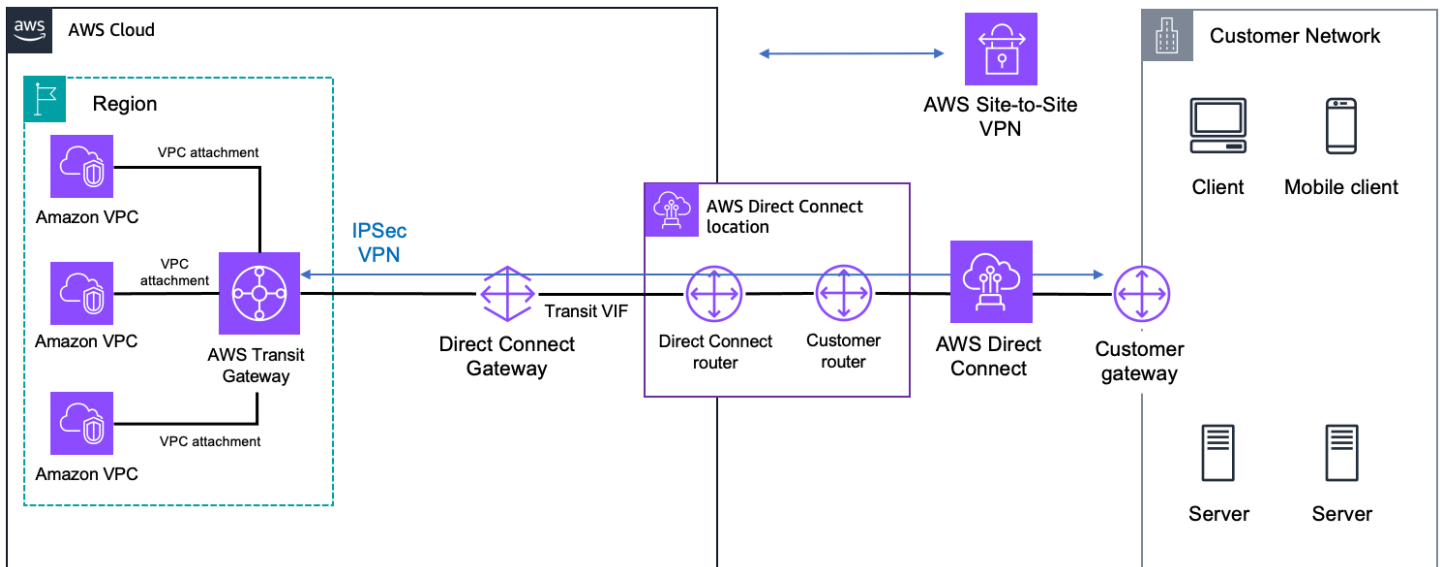 aws
AWS Cloud
Region
VPC attachment
Amazon VPC
VPC
attachment
Amazon VPC
AWS Transit
Gateway
VPC attachment
Amazon VPC
IPSec
VPN
Direct Connect
Gateway
Transit VIF
AWS Direct Connect
location
Direct Connect
router
Customer
router
AWS Site-to-Site
VPN
AWS Direct
Connect
Customer
gateway
Customer Network
Client
Mobile client
Server
Server